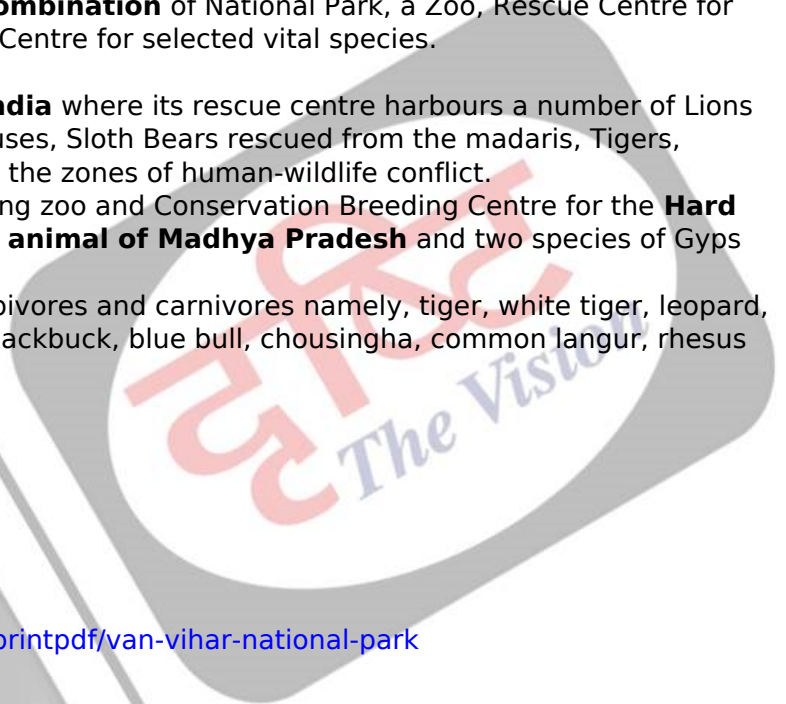 ombination of National Park, a Zoo, Rescue Centre for
Centre for selected vital species.
ndia where its rescue centre harbours a number of Lions
uses, Sloth Bears rescued from the madaris, Tigers,
the zones of human-wildlife conflict.
ng zoo and Conservation Breeding Centre for the Hard
animal of Madhya Pradesh and two species of Gyps
bivores and carnivores namely, tiger, white tiger, leopard,
ackbuck, blue bull, chousingha, common langur, rhesus
दृष्टि
The Vision
printpdf/van-vihar-national-park